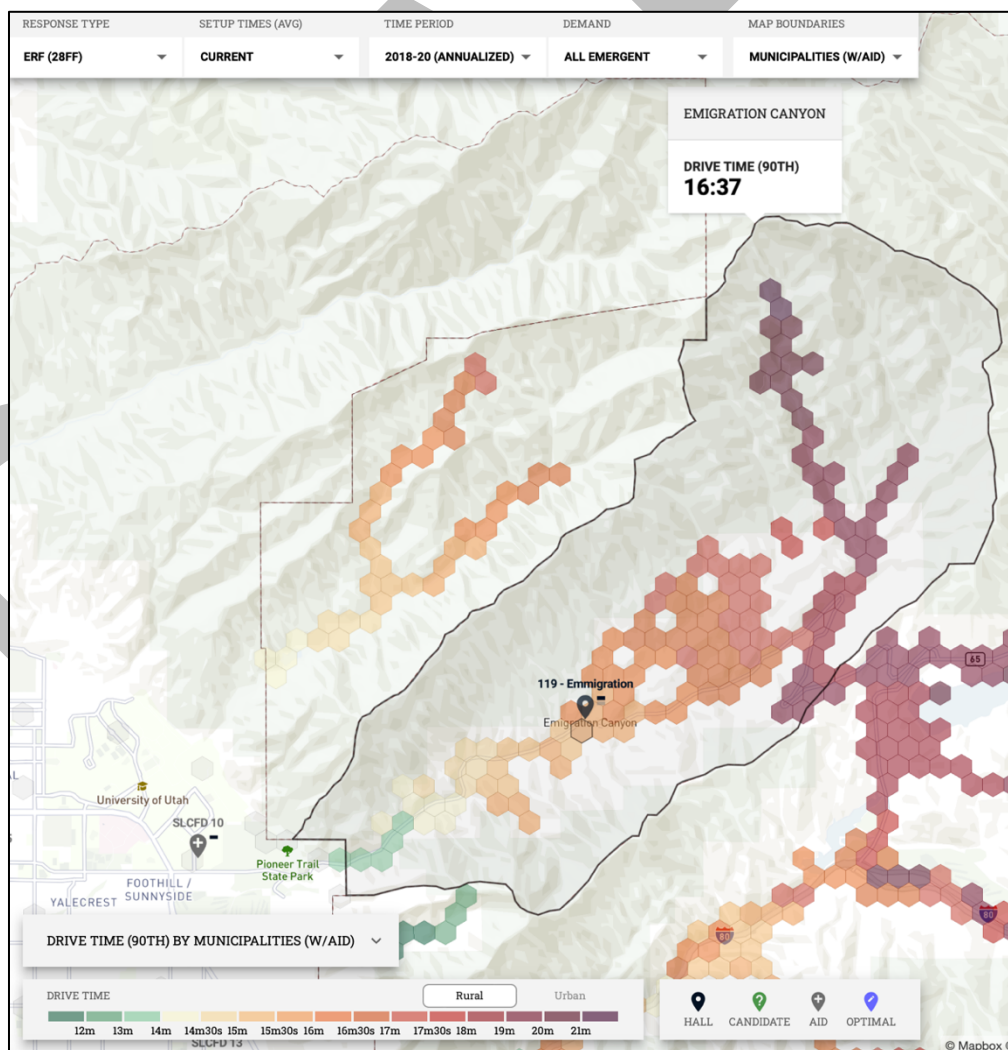 RESPONSE TYPE SETUP TIMES (AVG) TIME PERIOD DEMAND MAP BOUNDARIES
ERF (28FF) CURRENT 2018-20 (ANNUALIZED) ALL EMERGENT MUNICIPALITIES (W/AID)
EMIGRATION CANYON
DRIVE TIME (90TH)
16:37
65
119 - Emmigration
Emigration Canyon
AL
University of Utah
SLCFD 10
Pioneer Trail
State Park
FOOTHILL /
SUNNYSIDE
YALECREST
80
80
DRIVE TIME (90TH) BY MUNICIPALITIES (W/AID)
DRIVE TIME Rural Urban
12m 13m 14m 14m30s 15m 15m30s 16m 16m30s 17m 17m30s 18m 19m 20m 21m
HALL CANDIDATE AID OPTIMAL
SLCFD 13
© Mapbox